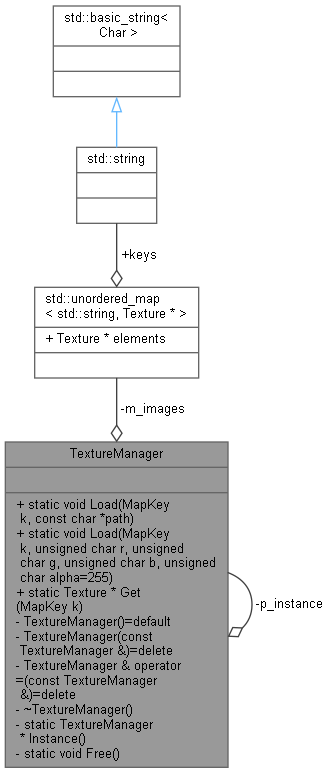 std::basic_string<
Char >
std::string
+keys
std::unordered_map
< std::string, Texture * >
+ Texture * elements
-m_images
TextureManager
+ static void Load(MapKey
k, const char *path)
+ static void Load(MapKey
k, unsigned char r, unsigned
char g, unsigned char b, unsigned
char alpha=255)
+ static Texture * Get
(MapKey k)
- TextureManager()=default
- TextureManager(const
TextureManager &)=delete
- TextureManager & operator
=(const TextureManager
&)=delete
- ~TextureManager()
- static TextureManager
* Instance()
- static void Free()
-p_instance